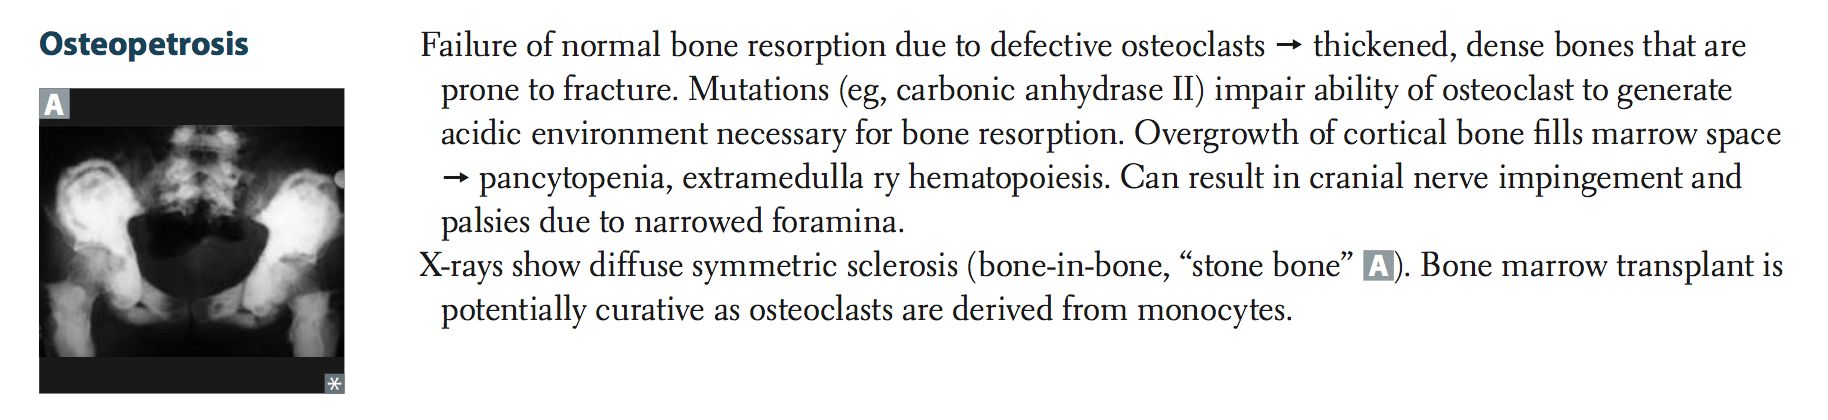 Osteopetrosis
A
Failure of normal bone resorption due to defective osteoclasts → thickened, dense bones that are
prone to fracture. Mutations (eg, carbonic anhydrase II) impair ability of osteoclast to generate
acidic environment necessary for bone resorption. Overgrowth of cortical bone fills marrow space
→ pancytopenia, extramedulla ry hematopoiesis. Can result in cranial nerve impingement and
palsies due to narrowed foramina.
X-rays show diffuse symmetric sclerosis (bone-in-bone, “stone bone” A). Bone marrow transplant is
potentially curative as osteoclasts are derived from monocytes.